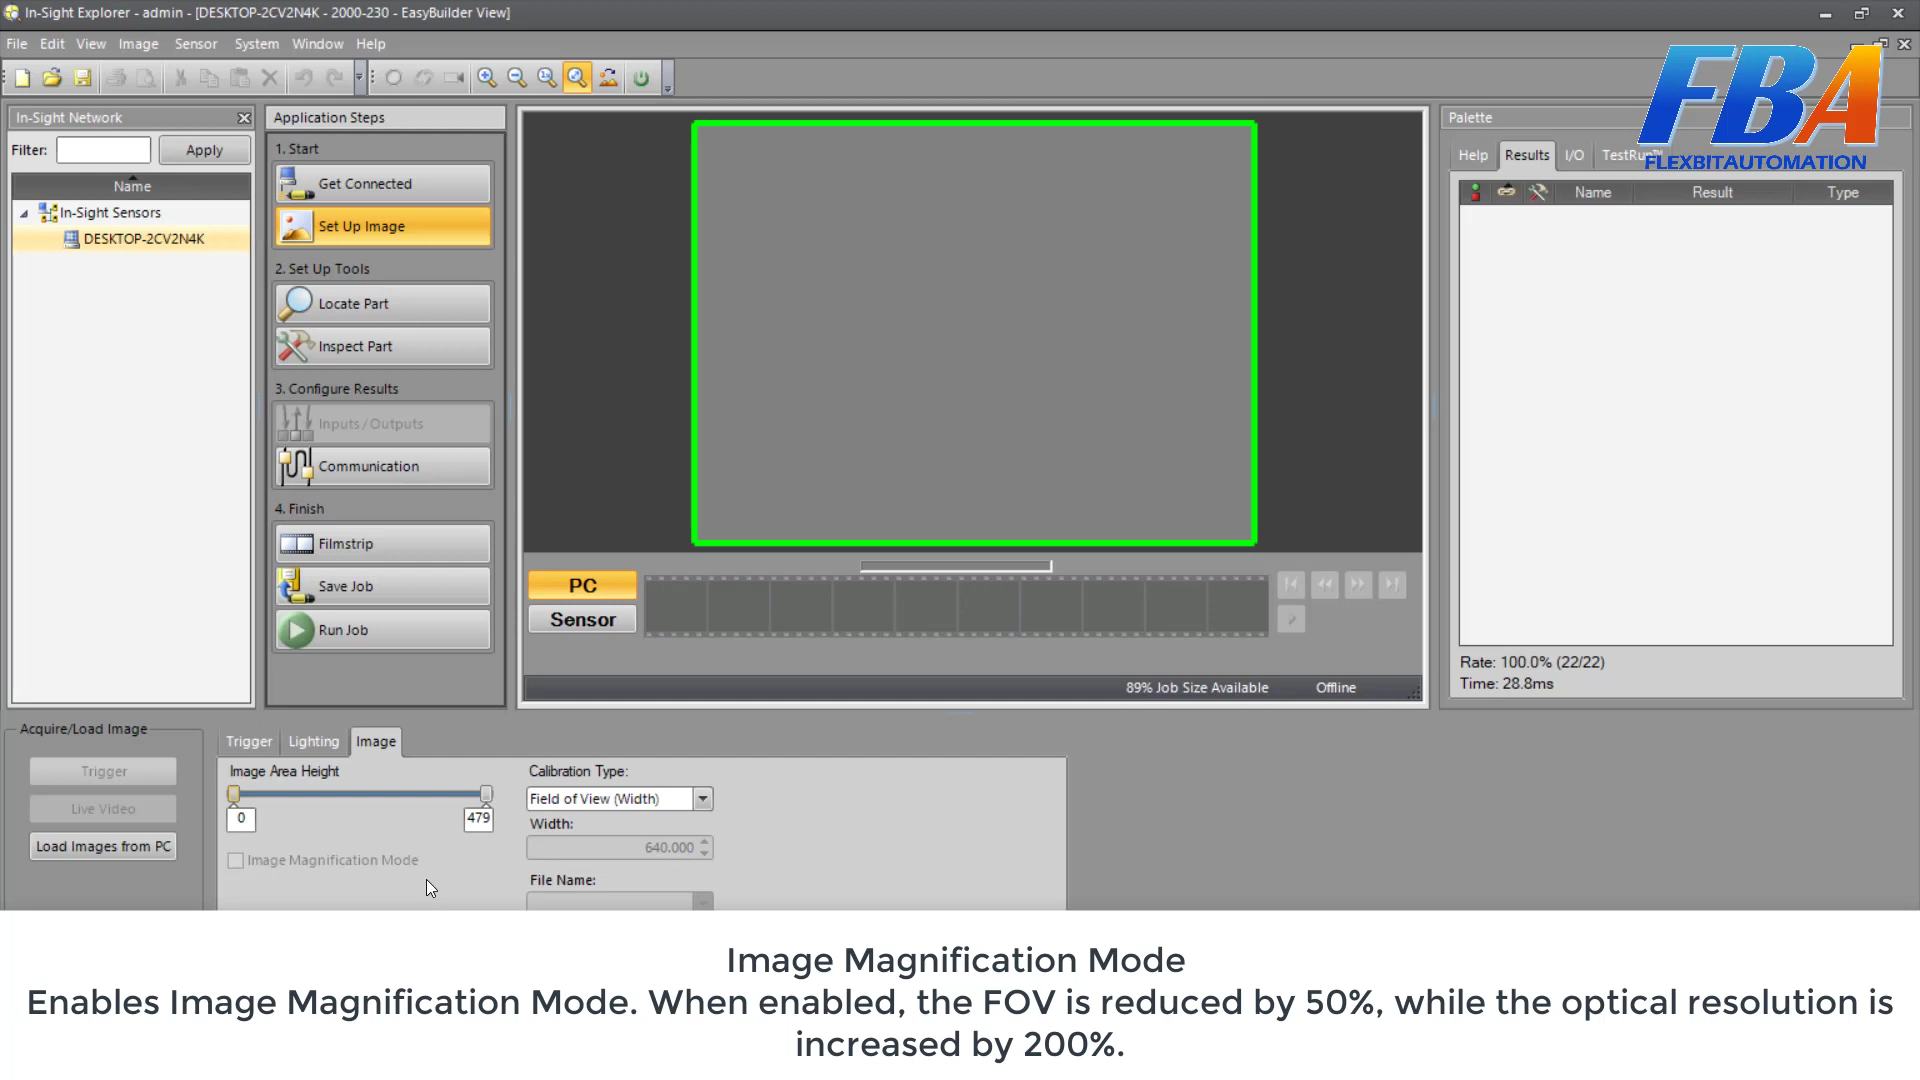 In-Sight Explorer - admin - [DESKTOP-2CV2N4K - 2000-230 - EasyBuilder View]
File Edit View Image Sensor System Window Help
FBA
FLEXBITAUTOMATION
In-Sight Network
Filter:
Apply
Name
In-Sight Sensors
DESKTOP-2CV2N4K
Application Steps
1. Start
Get Connected
Set Up Image
2. Set Up Tools
Locate Part
Inspect Part
3. Configure Results
Inputs / Outputs
Communication
4. Finish
Filmstrip
Save Job
Run Job
PC
Sensor
89% Job Size Available Offline
Palette
Help Results I/O TestRun™
Name Result Type
Rate: 100.0% (22/22)
Time: 28.8ms
Acquire/Load Image
Trigger
Live Video
Load Images from PC
Trigger Lighting Image
Image Area Height
0 479
Image Magnification Mode
Calibration Type:
Field of View (Width)
Width:
640.000
File Name:
Image Magnification Mode
Enables Image Magnification Mode. When enabled, the FOV is reduced by 50%, while the optical resolution is
increased by 200%.